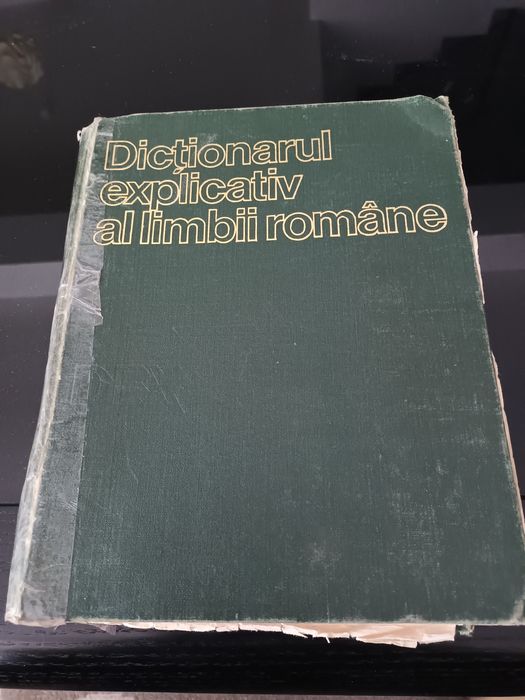 Dicționarul
explicativ
al limbii române